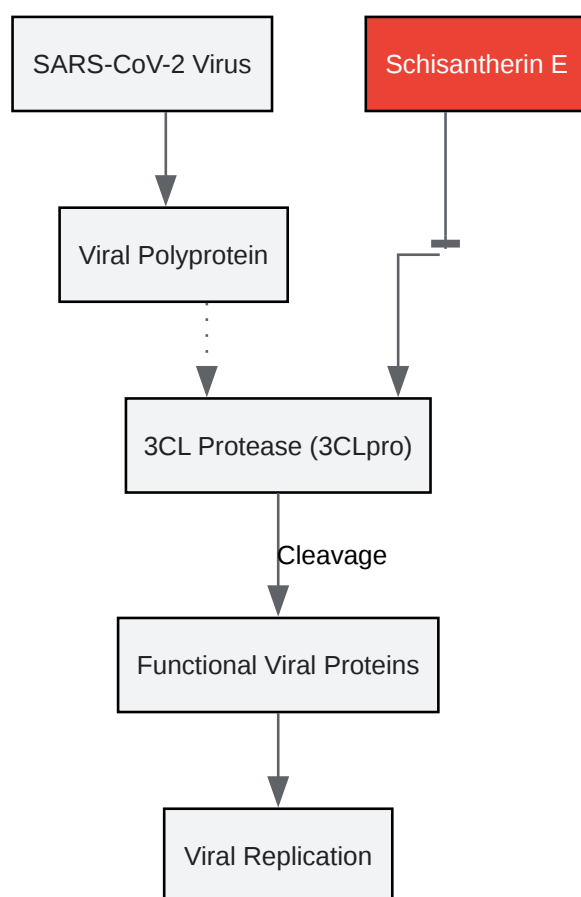 SARS-CoV-2 Virus
Schisantherin E
Viral Polyprotein
3CL Protease (3CLpro)
Cleavage
Functional Viral Proteins
Viral Replication